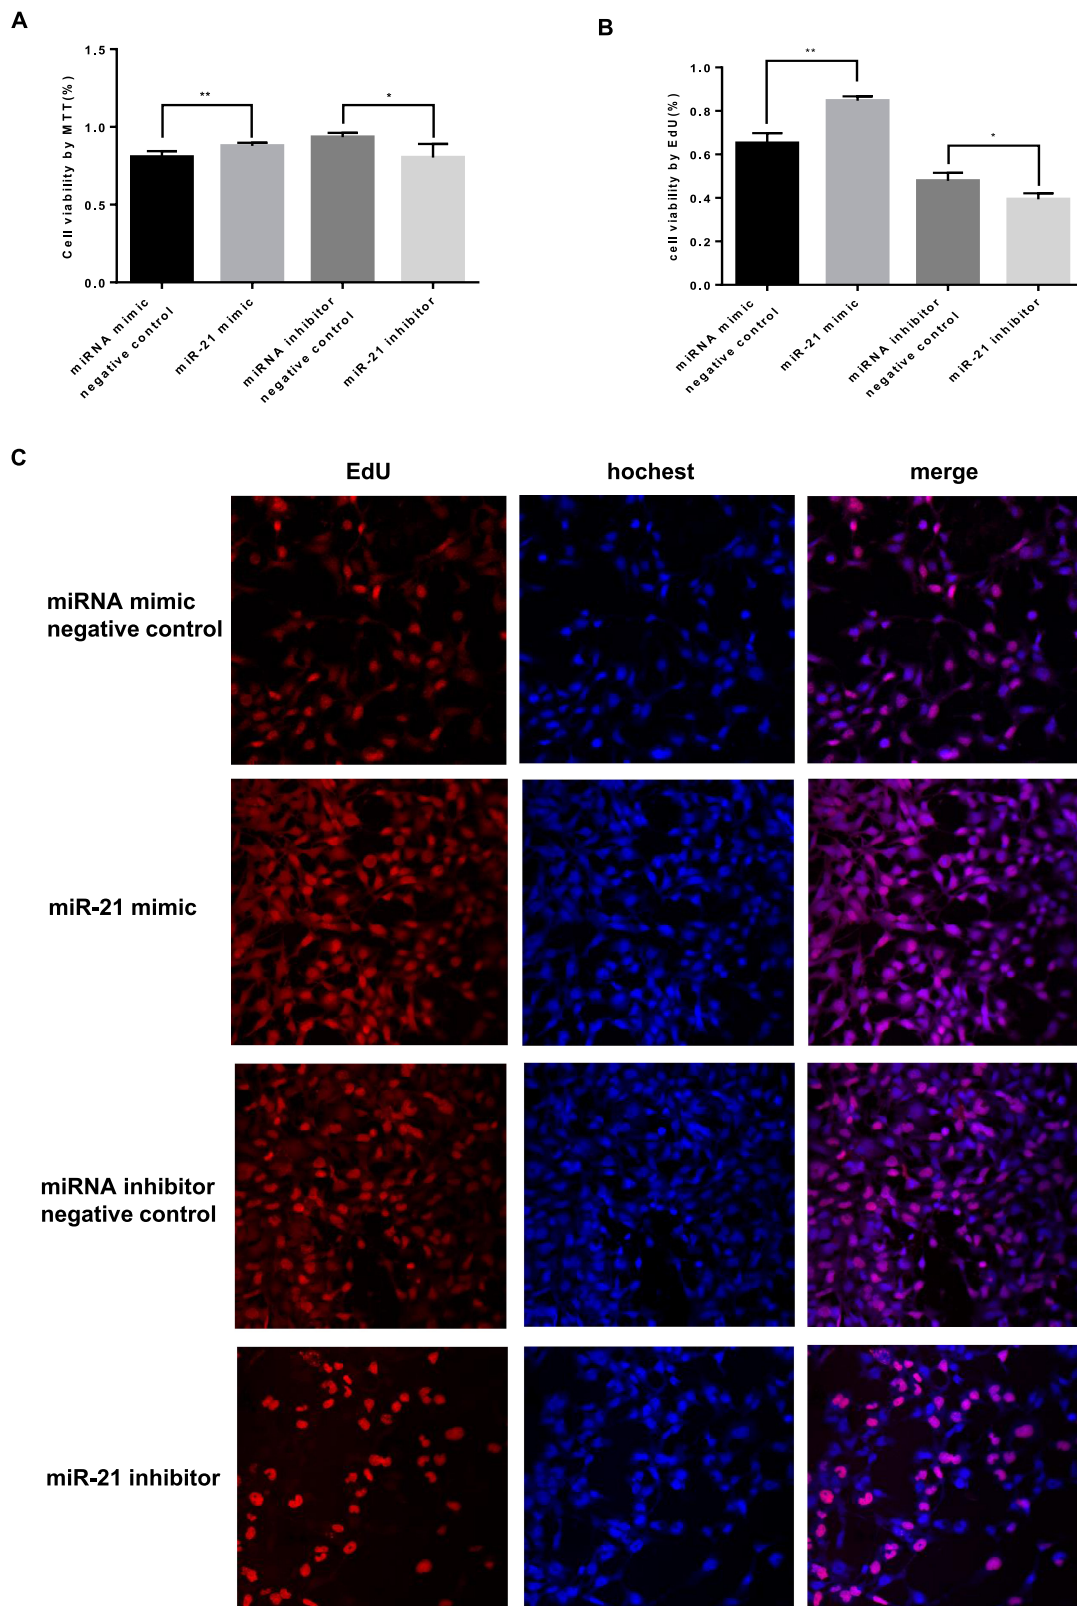 A
Cell viability by MTT(%)
1.5
1.0
0.5
0.0
**
*
miRNA mimic
negative control
miR-21 mimic
miRNA inhibitor
negative control
miR-21 inhibitor
B
cell viability by EdU(%)
1.0
0.8
0.6
0.4
0.2
0.0
**
*
miRNA mimic
negative control
miR-21 mimic
miRNA inhibitor
negative control
miR-21 inhibitor
C
EdU hochest merge
miRNA mimic
negative control
miR-21 mimic
miRNA inhibitor
negative control
miR-21 inhibitor